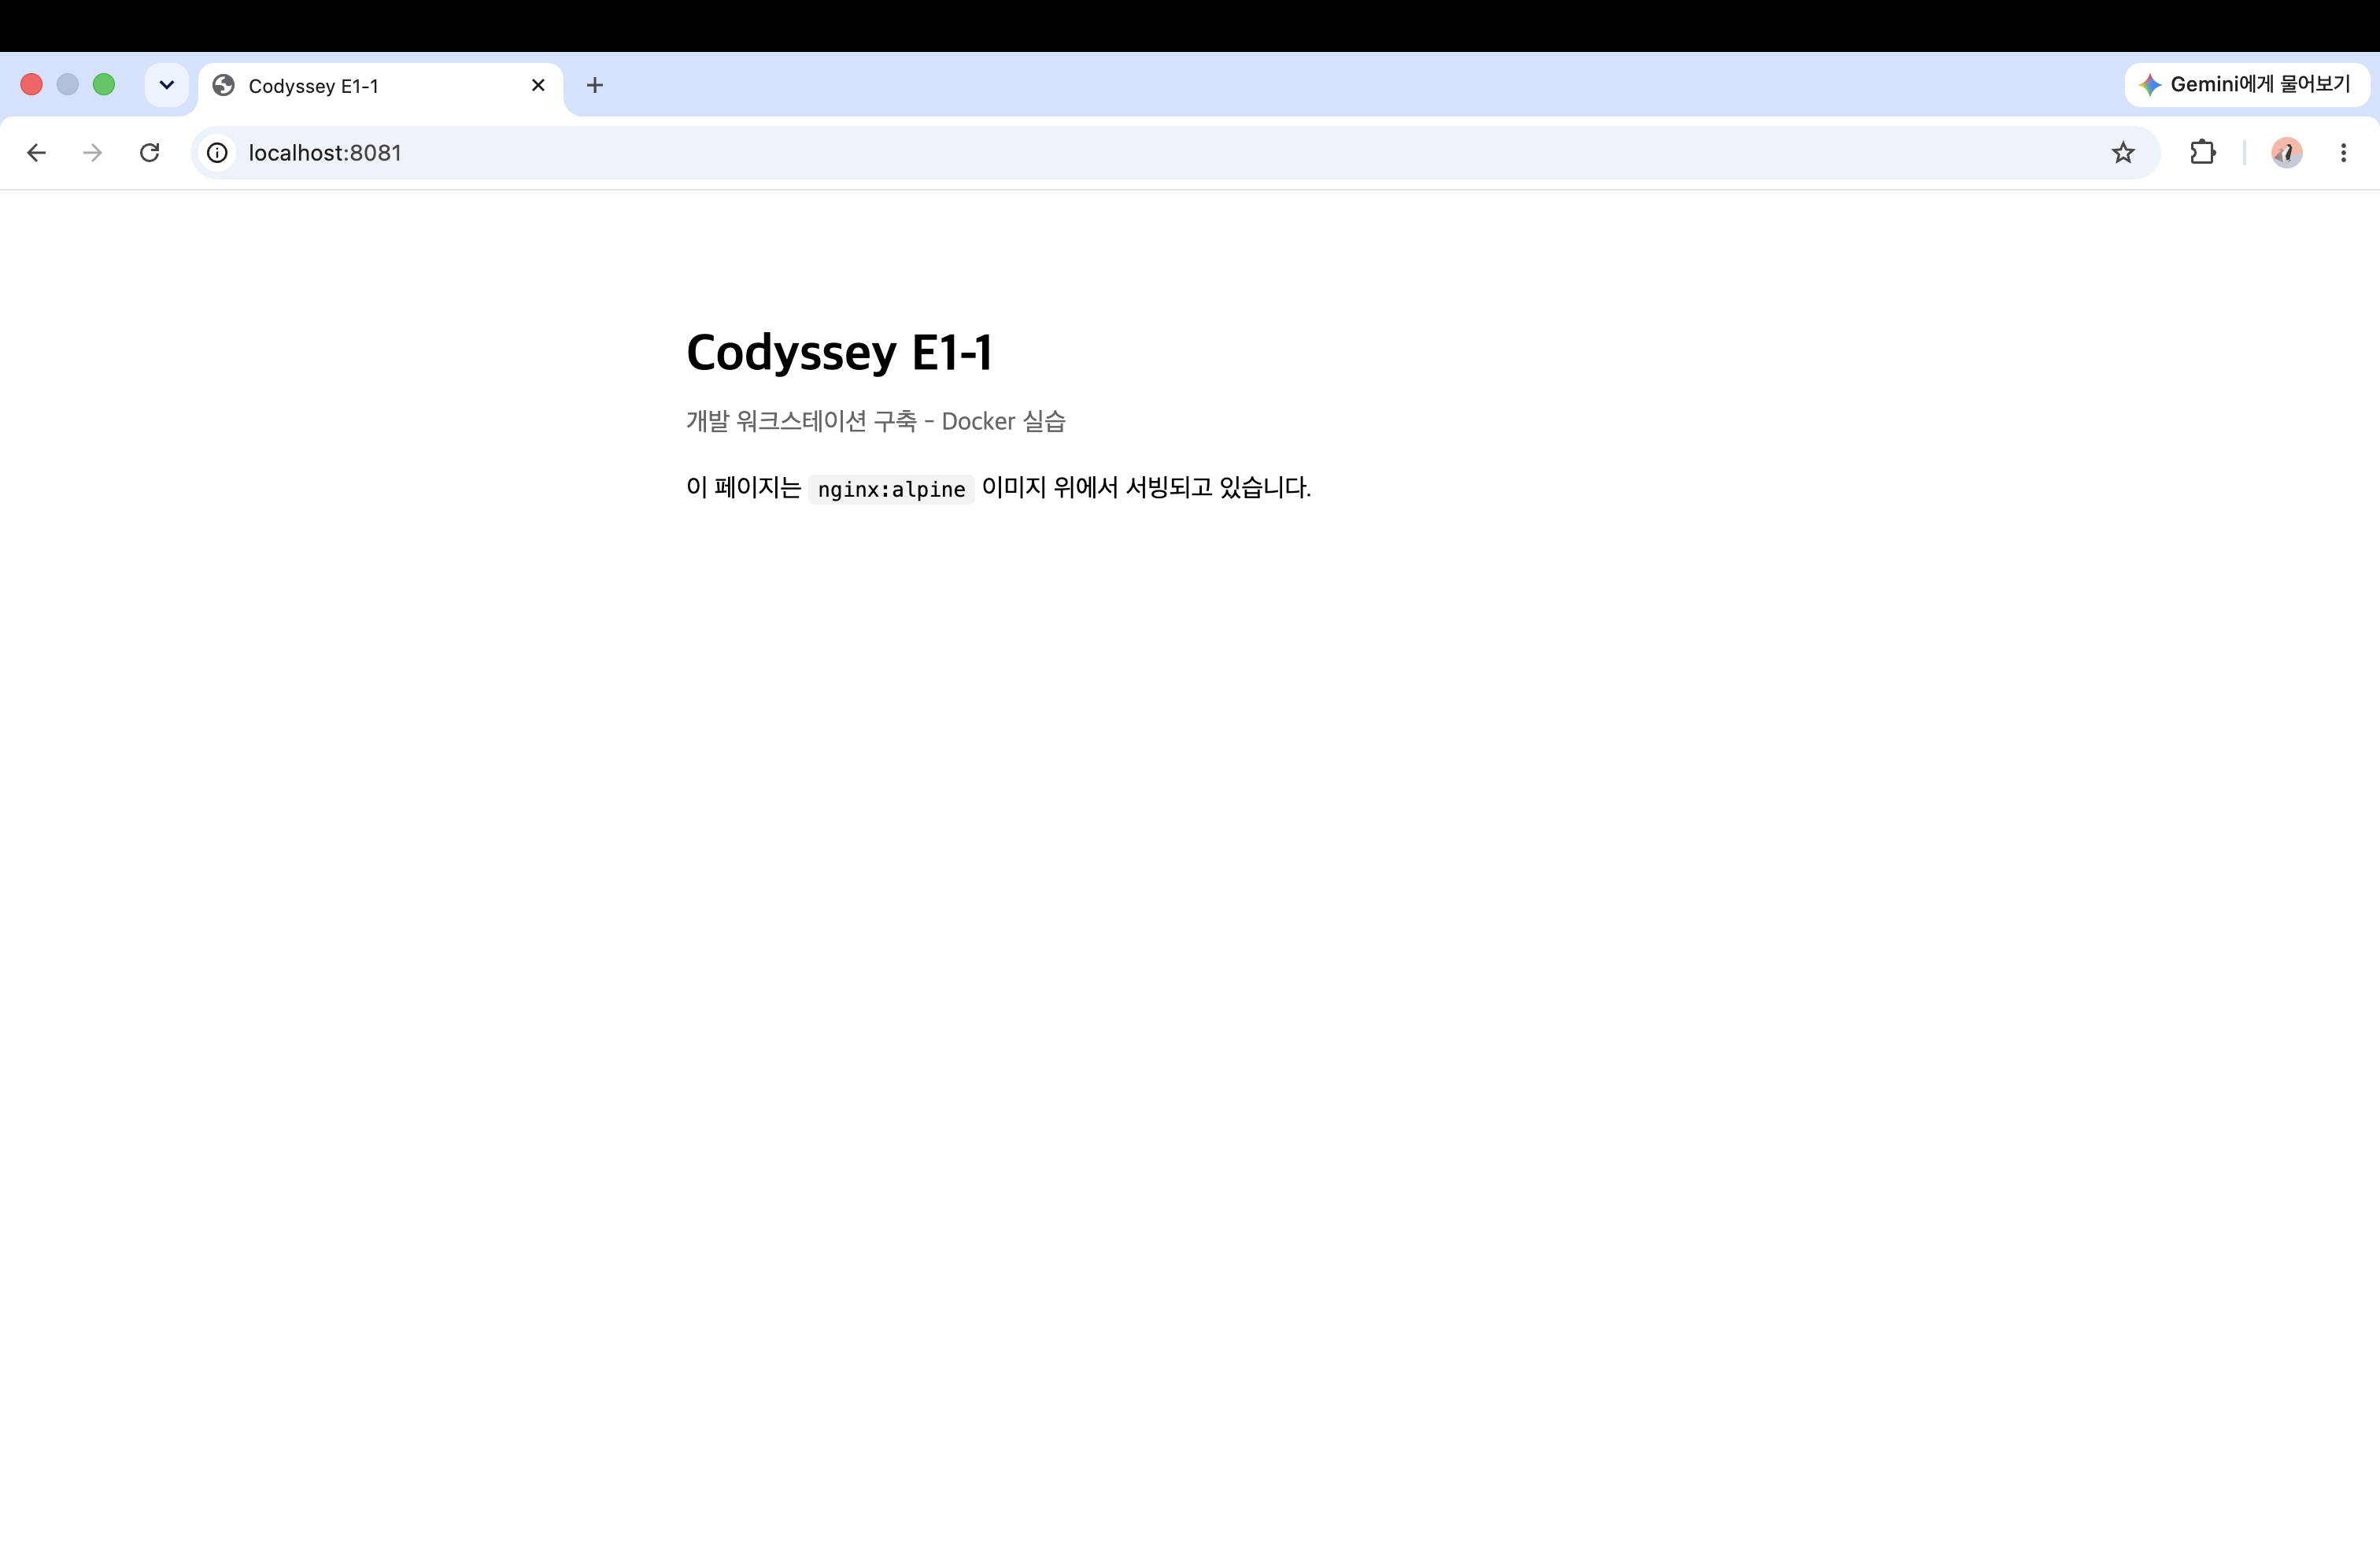 Codyssey E1-1
Gemini에게 물어보기
localhost:8081
Codyssey E1-1
개발 워크스테이션 구축 - Docker 실습
이 페이지는 nginx:alpine 이미지 위에서 서빙되고 있습니다.